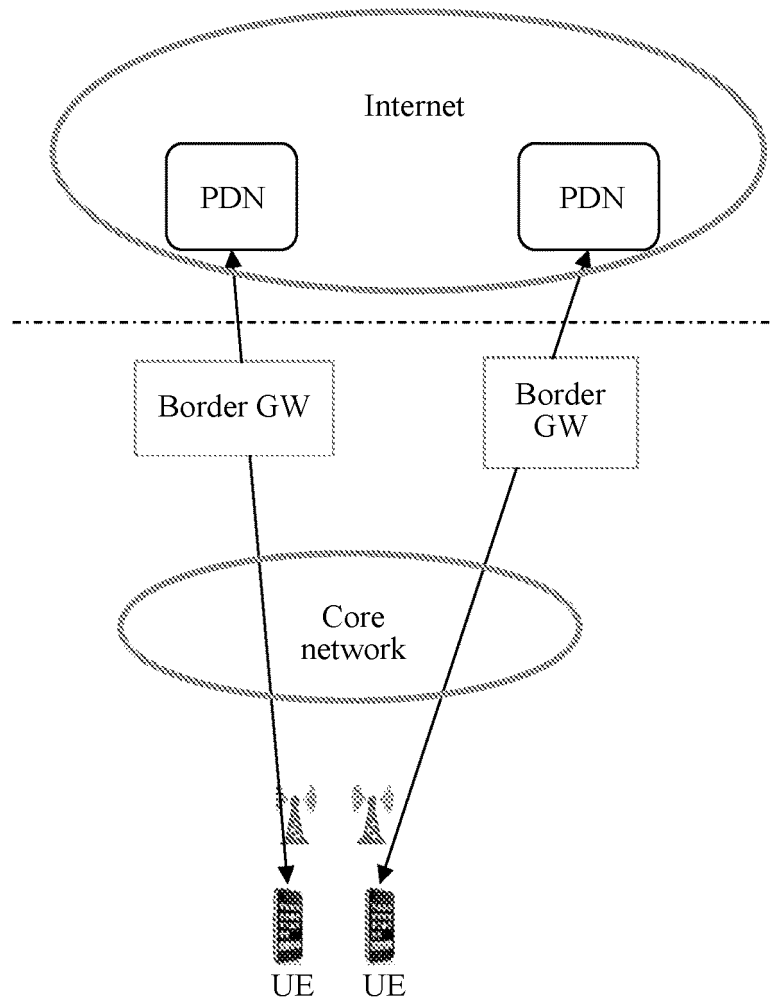 Internet
PDN
PDN
Border GW
Border
GW
Core
network
UE
UE